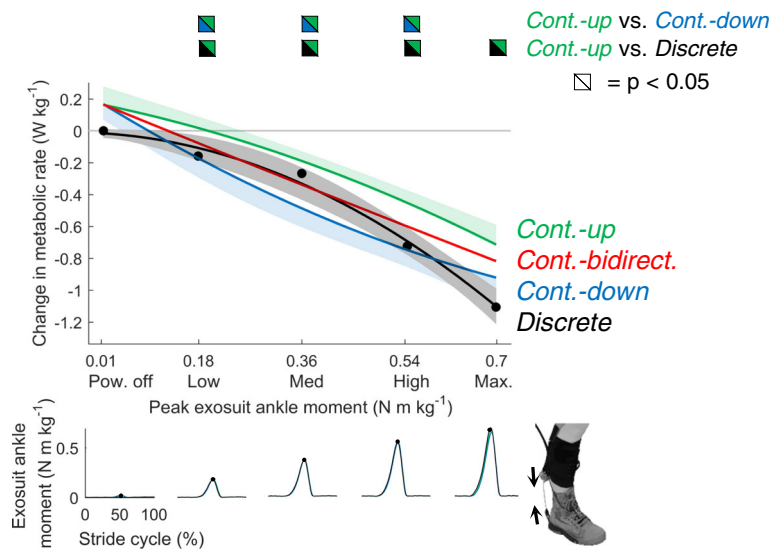 Cont.-up vs. Cont.-down
Cont.-up vs. Discrete
= p < 0.05
Change in metabolic rate (W kg⁻¹)
0.2
0
-0.2
-0.4
-0.6
-0.8
-1
-1.2
Cont.-up
Cont.-bidirect.
Cont.-down
Discrete
0.01 0.18 0.36 0.54 0.7
Pow. off Low Med High Max.
Peak exosuit ankle moment (N m kg⁻¹)
Exosuit ankle
moment (N m kg⁻¹)
0.5
0
0 50 100
Stride cycle (%)